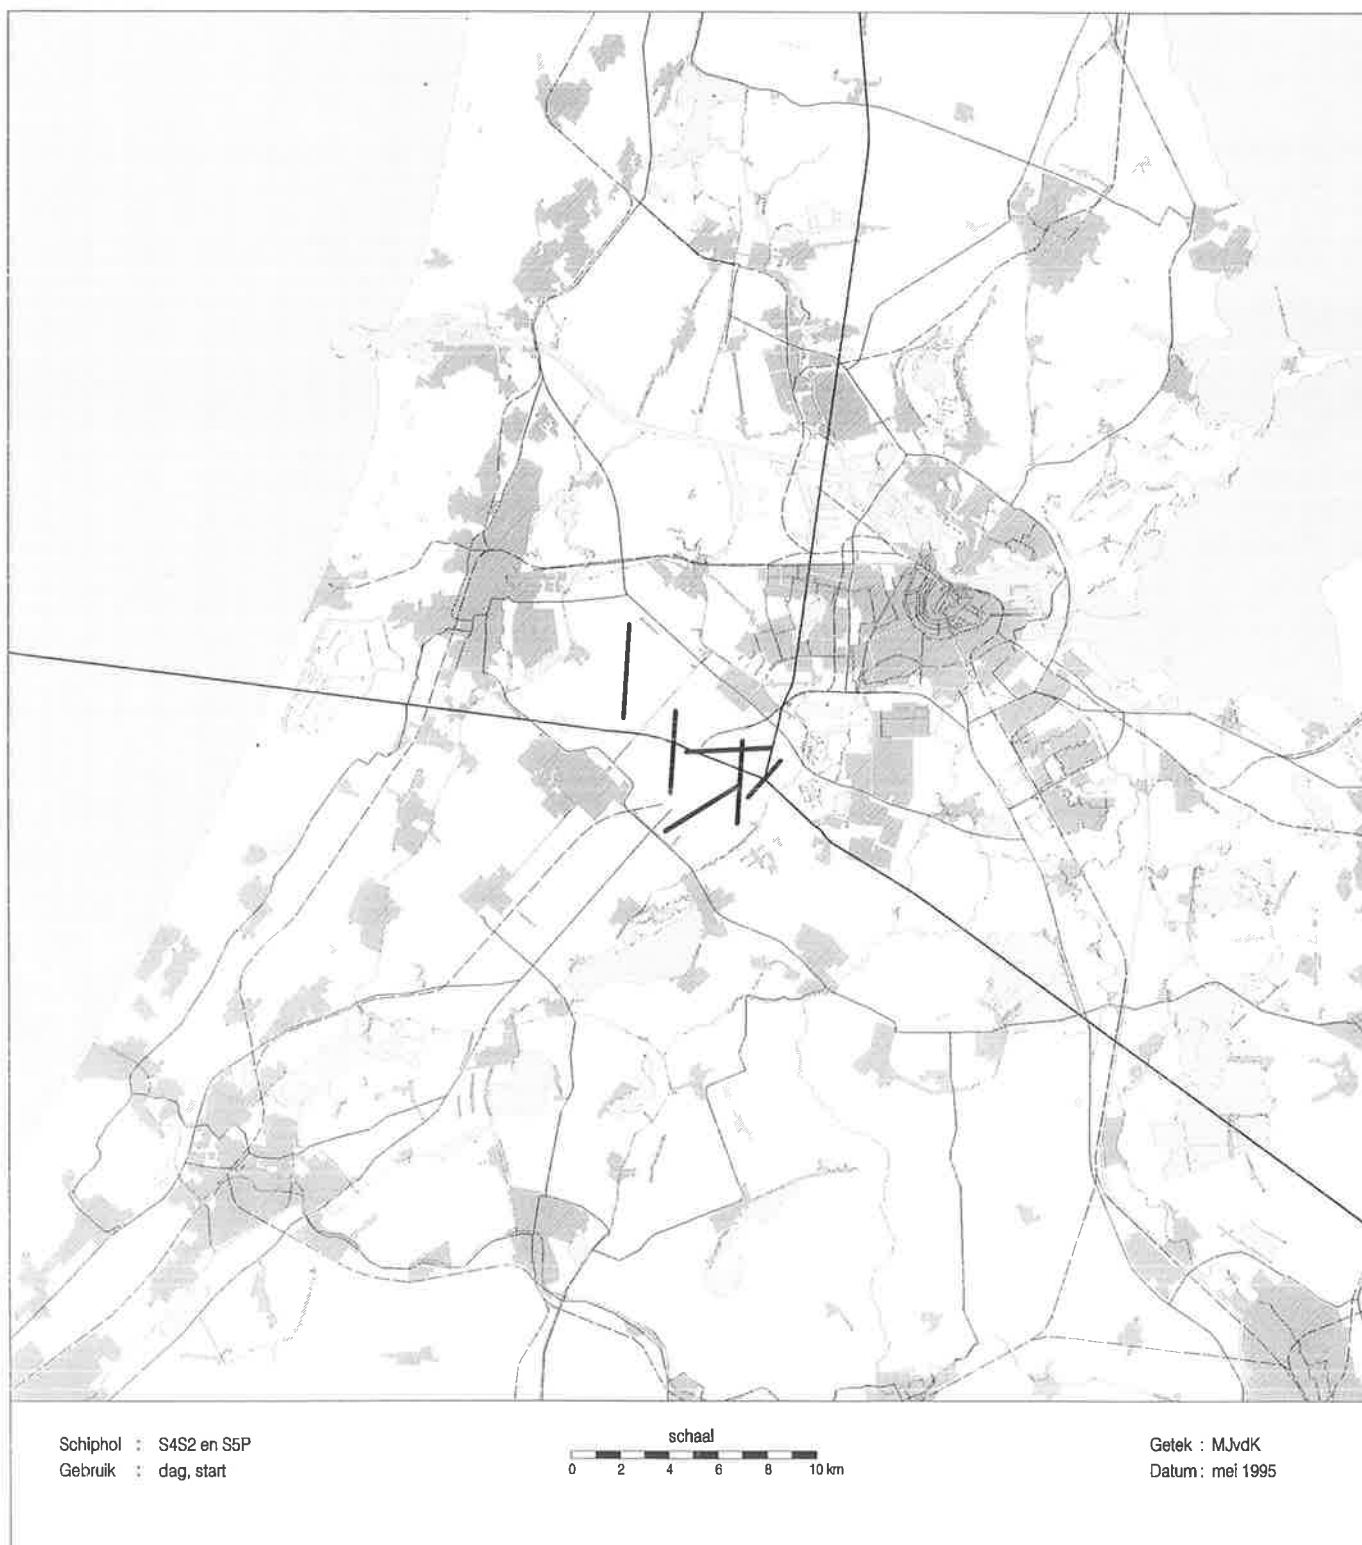 Schiphol : S4S2 en S5P
Gebruik : dag, start
schaal
0 2 4 6 8 10 km
Getek : MJvdK
Datum : mei 1995